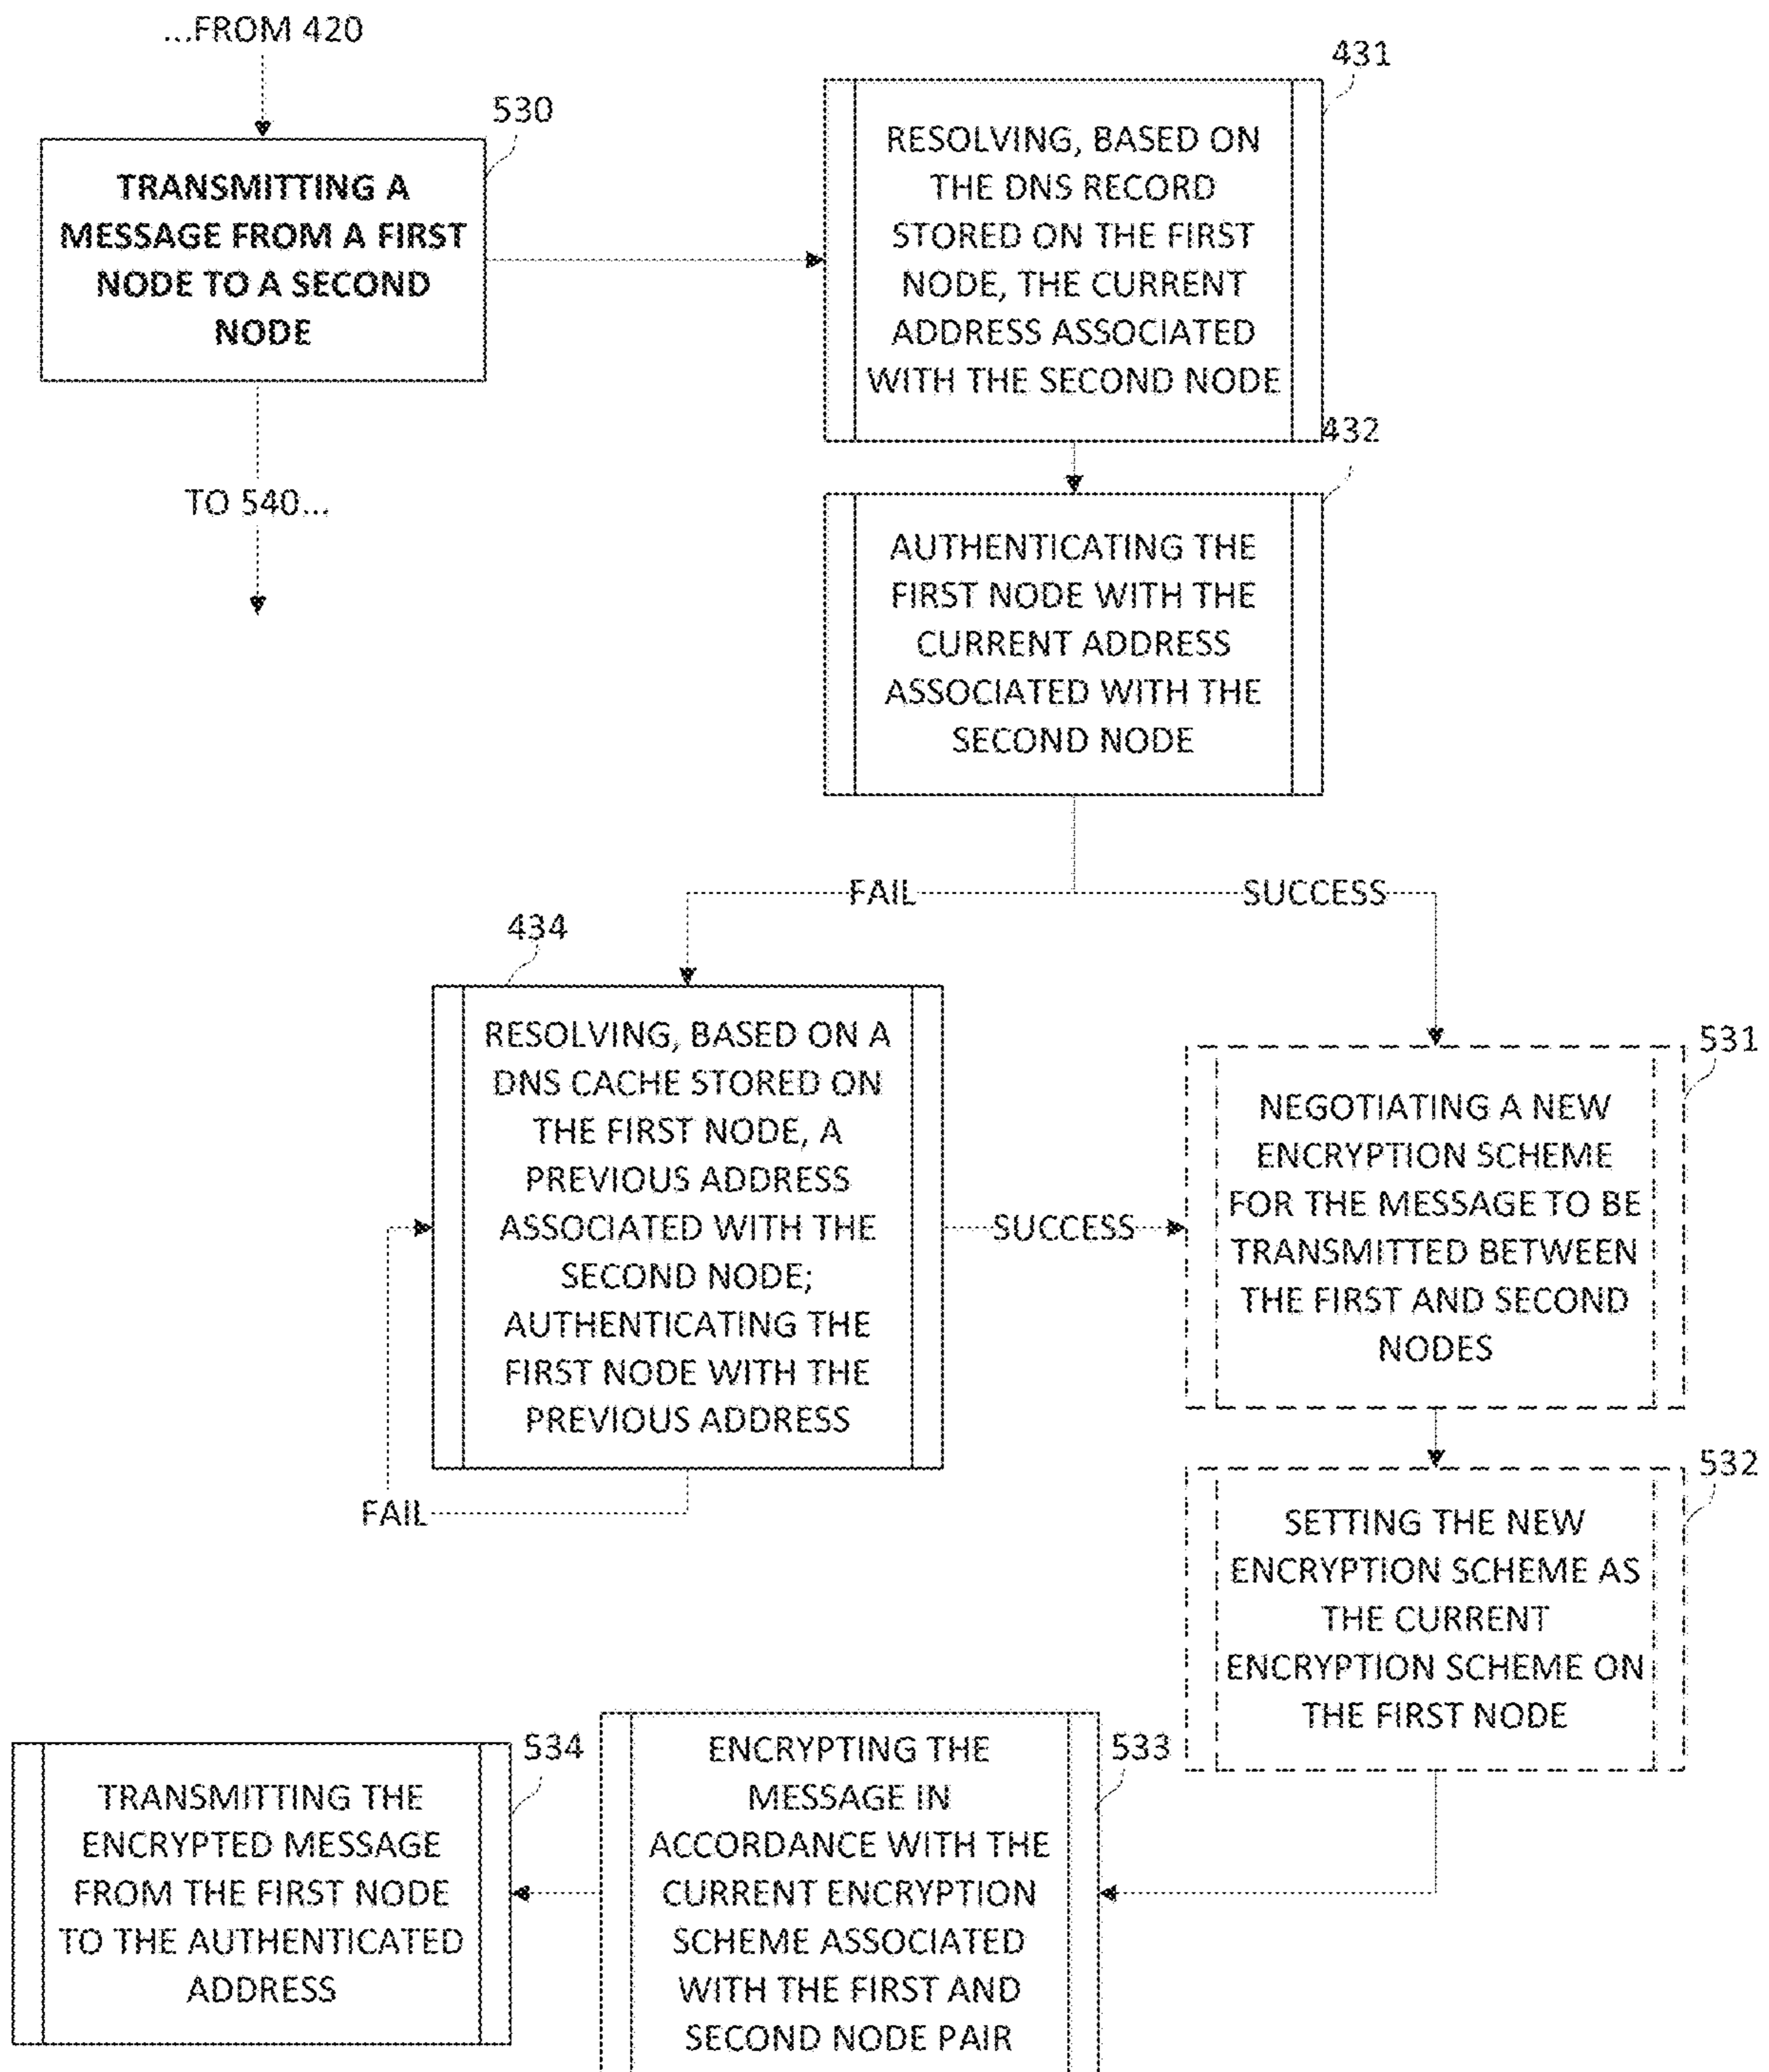 ...FROM 420
530
TRANSMITTING A
MESSAGE FROM A FIRST
NODE TO A SECOND
NODE
TO 540...
431
RESOLVING, BASED ON
THE DNS RECORD
STORED ON THE FIRST
NODE, THE CURRENT
ADDRESS ASSOCIATED
WITH THE SECOND NODE
432
AUTHENTICATING THE
FIRST NODE WITH THE
CURRENT ADDRESS
ASSOCIATED WITH THE
SECOND NODE
FAIL
SUCCESS
434
RESOLVING, BASED ON A
DNS CACHE STORED ON
THE FIRST NODE, A
PREVIOUS ADDRESS
ASSOCIATED WITH THE
SECOND NODE;
AUTHENTICATING THE
FIRST NODE WITH THE
PREVIOUS ADDRESS
FAIL
SUCCESS
531
NEGOTIATING A NEW
ENCRYPTION SCHEME
FOR THE MESSAGE TO BE
TRANSMITTED BETWEEN
THE FIRST AND SECOND
NODES
532
SETTING THE NEW
ENCRYPTION SCHEME AS
THE CURRENT
ENCRYPTION SCHEME ON
THE FIRST NODE
533
ENCRYPTING THE
MESSAGE IN
ACCORDANCE WITH THE
CURRENT ENCRYPTION
SCHEME ASSOCIATED
WITH THE FIRST AND
SECOND NODE PAIR
534
TRANSMITTING THE
ENCRYPTED MESSAGE
FROM THE FIRST NODE
TO THE AUTHENTICATED
ADDRESS